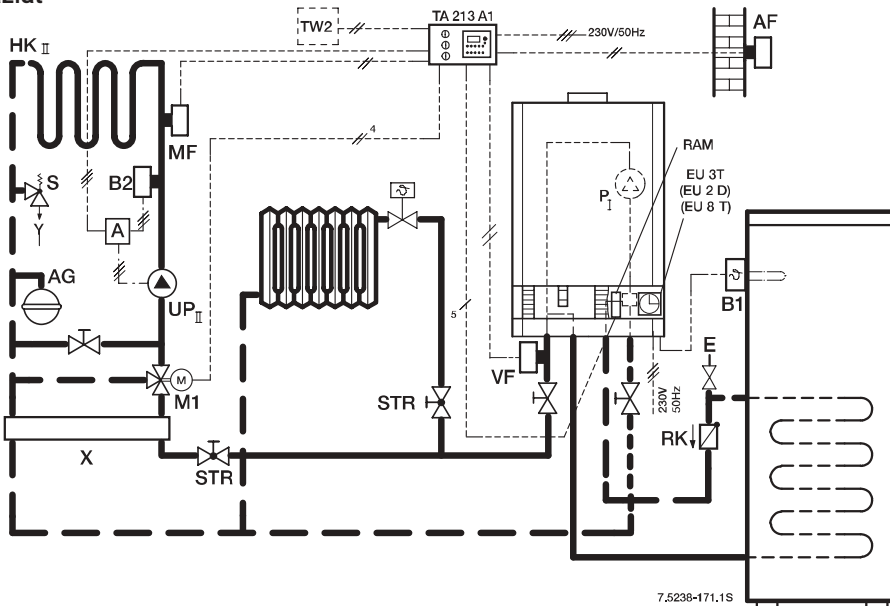 TA 213 A1
TW2
230V/50Hz
AF
HK II
MF
4
RAM
EU 3T
(EU 2 D)
(EU 8 T)
P I
S
B2
A
Y
AG
UP II
5
B1
VF
E
M
M1
STR
230V
50Hz
RK
X
STR
7.5238-171.1S